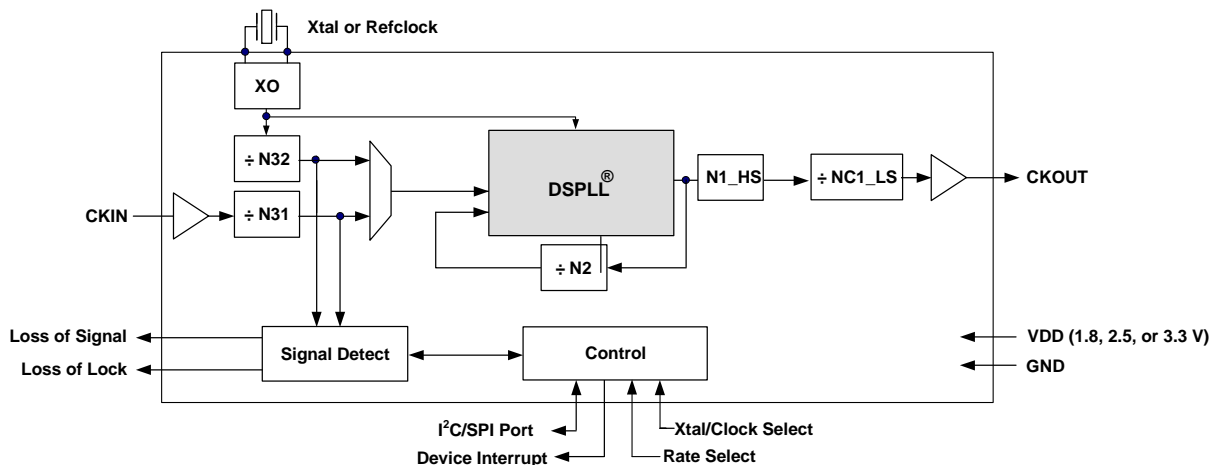 Xtal or Refclock
XO
÷ N32
÷ N31
CKIN
DSPLL®
÷ N2
N1_HS
÷ NC1_LS
CKOUT
Loss of Signal
Loss of Lock
Signal Detect
Control
VDD (1.8, 2.5, or 3.3 V)
GND
I²C/SPI Port
Device Interrupt
Xtal/Clock Select
Rate Select